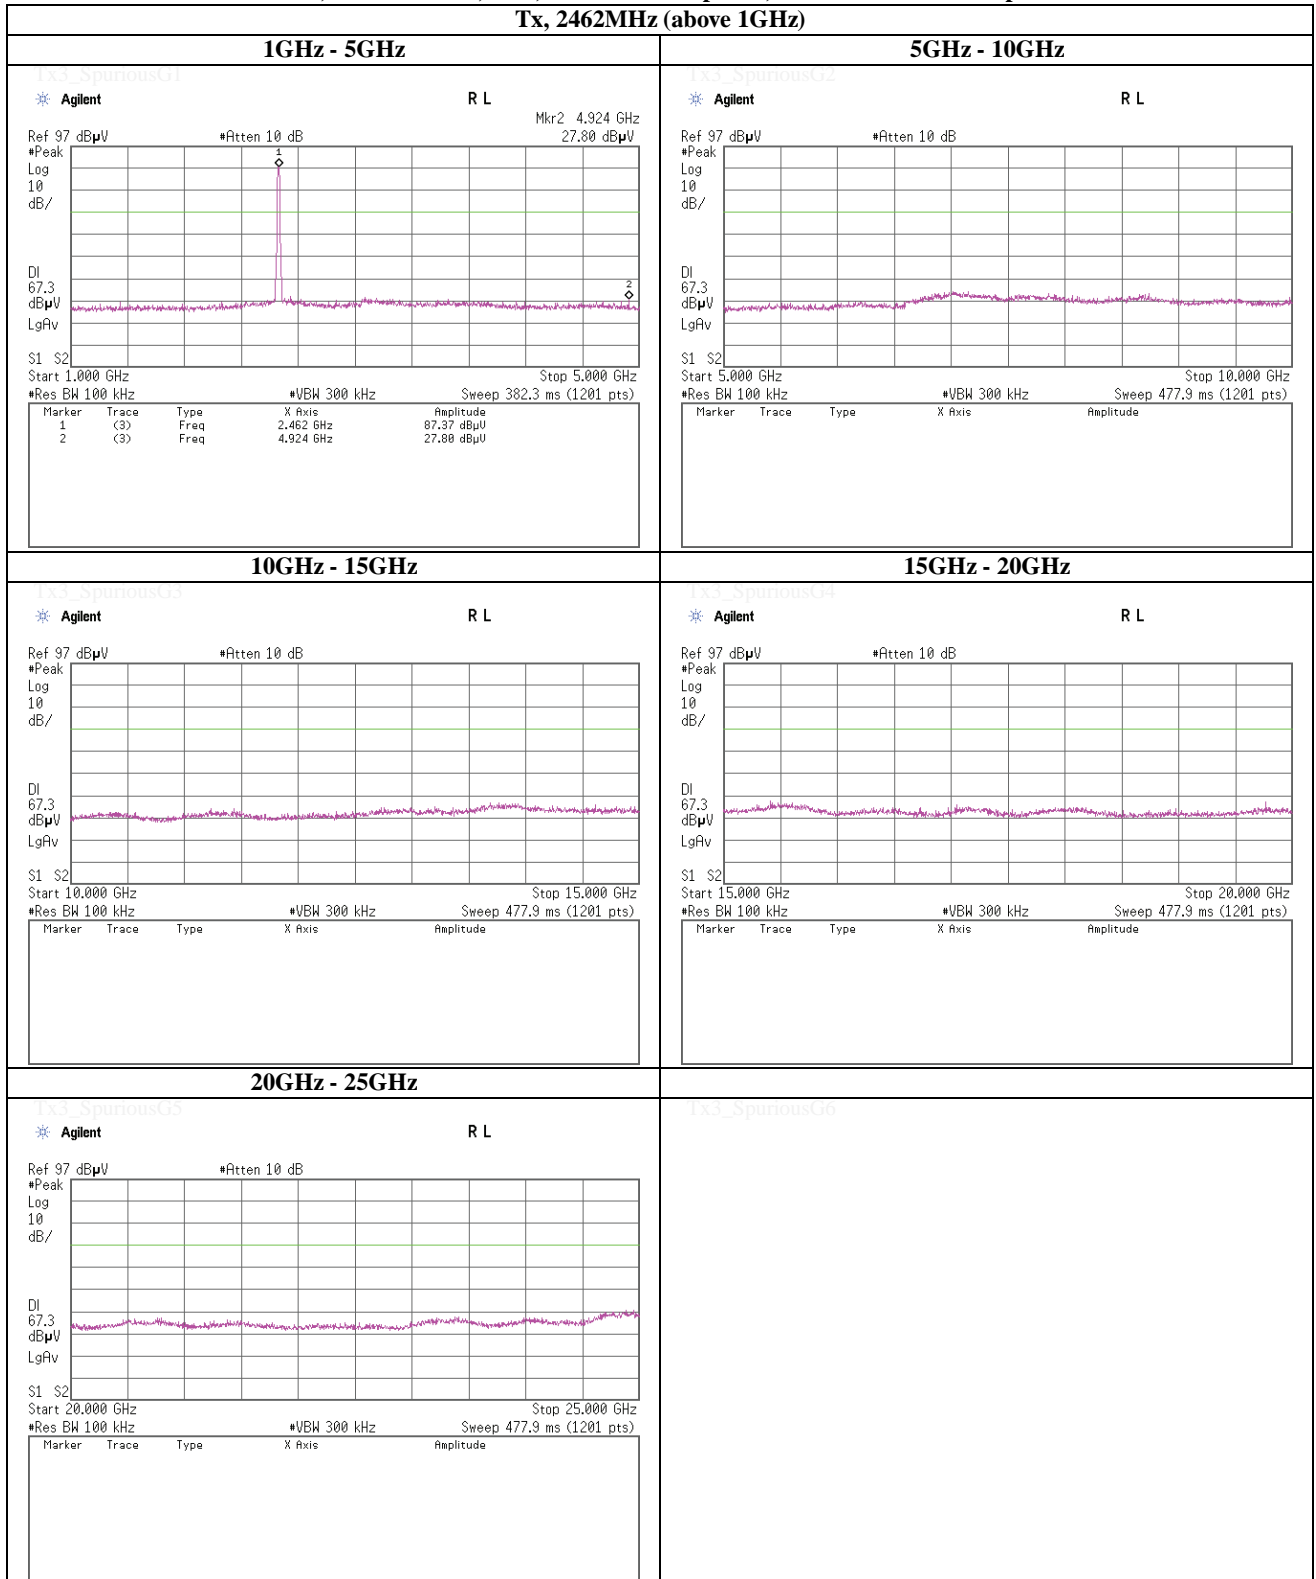 Tx, 2462MHz (above 1GHz)
1GHz - 5GHz
5GHz - 10GHz
Tx3_SpuriousG1
Agilent
R L
Mkr2 4.924 GHz
Ref 97 dBµV
#Atten 10 dB
27.80 dBµV
#Peak
Log
10
dB/
1
2
DI
67.3
dBµV
LgAv
S1 S2
Start 1.000 GHz
Stop 5.000 GHz
#Res BW 100 kHz
#VBW 300 kHz
Sweep 382.3 ms (1201 pts)
Marker Trace Type X Axis Amplitude
1 (3) Freq 2.462 GHz 87.37 dBµV
2 (3) Freq 4.924 GHz 27.80 dBµV
Tx3_SpuriousG2
Agilent
R L
Ref 97 dBµV
#Atten 10 dB
#Peak
Log
10
dB/
DI
67.3
dBµV
LgAv
S1 S2
Start 5.000 GHz
Stop 10.000 GHz
#Res BW 100 kHz
#VBW 300 kHz
Sweep 477.9 ms (1201 pts)
Marker Trace Type X Axis Amplitude
10GHz - 15GHz
15GHz - 20GHz
Tx3_SpuriousG3
Agilent
R L
Ref 97 dBµV
#Atten 10 dB
#Peak
Log
10
dB/
DI
67.3
dBµV
LgAv
S1 S2
Start 10.000 GHz
Stop 15.000 GHz
#Res BW 100 kHz
#VBW 300 kHz
Sweep 477.9 ms (1201 pts)
Marker Trace Type X Axis Amplitude
Tx3_SpuriousG4
Agilent
R L
Ref 97 dBµV
#Atten 10 dB
#Peak
Log
10
dB/
DI
67.3
dBµV
LgAv
S1 S2
Start 15.000 GHz
Stop 20.000 GHz
#Res BW 100 kHz
#VBW 300 kHz
Sweep 477.9 ms (1201 pts)
Marker Trace Type X Axis Amplitude
20GHz - 25GHz
Tx3_SpuriousG5
Agilent
R L
Ref 97 dBµV
#Atten 10 dB
#Peak
Log
10
dB/
DI
67.3
dBµV
LgAv
S1 S2
Start 20.000 GHz
Stop 25.000 GHz
#Res BW 100 kHz
#VBW 300 kHz
Sweep 477.9 ms (1201 pts)
Marker Trace Type X Axis Amplitude
Tx3_SpuriousG6